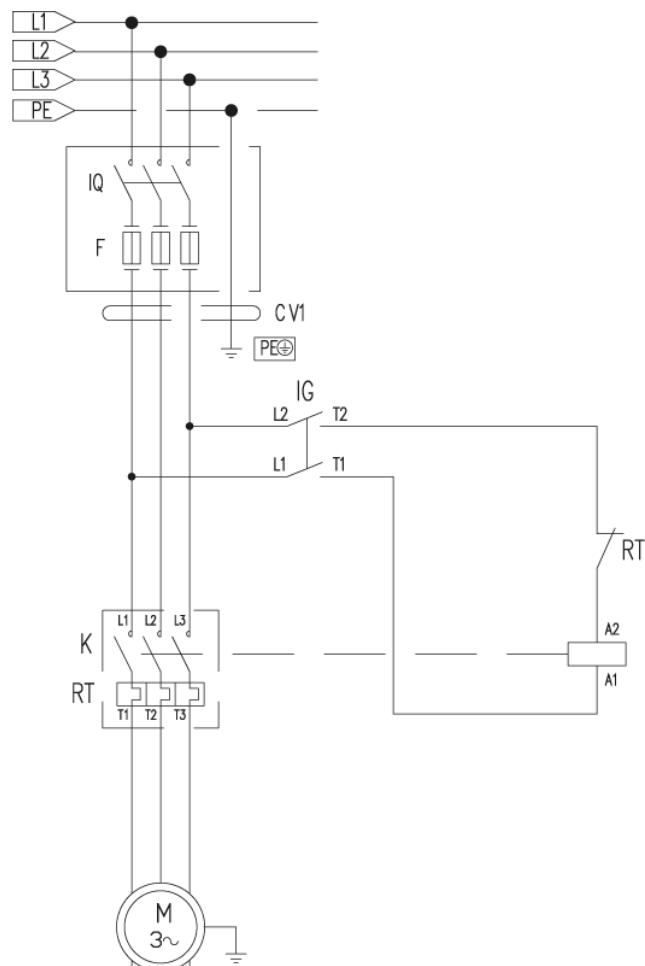 L1
L2
L3
PE
IQ
F
CV1
PE
IG
L2 T2
L1 T1
RT
L1 L2 L3
K
A2
A1
RT
T1 T2 T3
M
3~